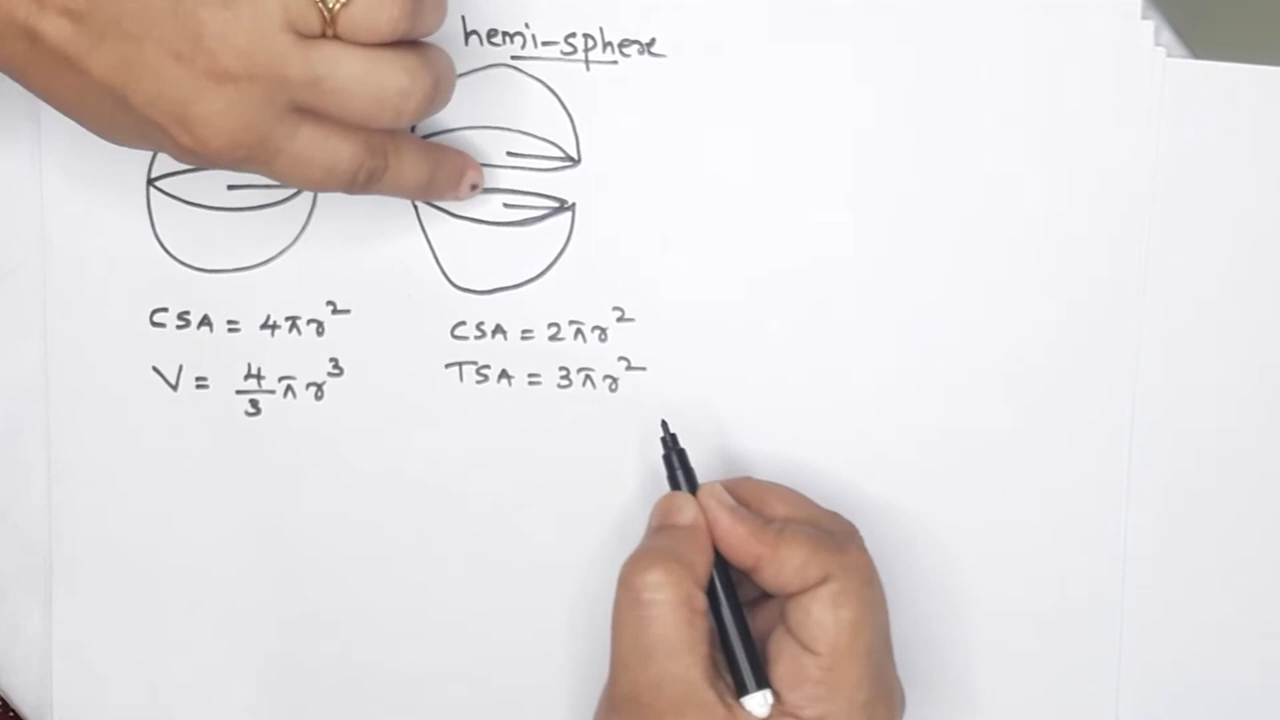 hemi-sphere
CSA = 4πr²
V = 4/3 πr³
CSA = 2πr²
TSA = 3πr²